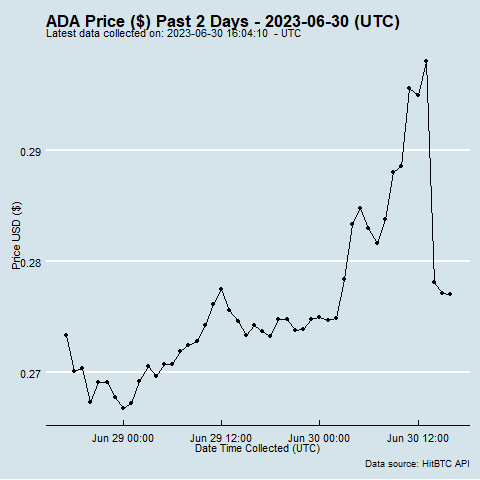 ADA Price ($) Past 2 Days - 2023-06-30 (UTC)
Latest data collected on: 2023-06-30 16:04:10 - UTC
Price USD ($)
0.29
0.28
0.27
Jun 29 00:00
Jun 29 12:00
Jun 30 00:00
Jun 30 12:00
Date Time Collected (UTC)
Data source: HitBTC API